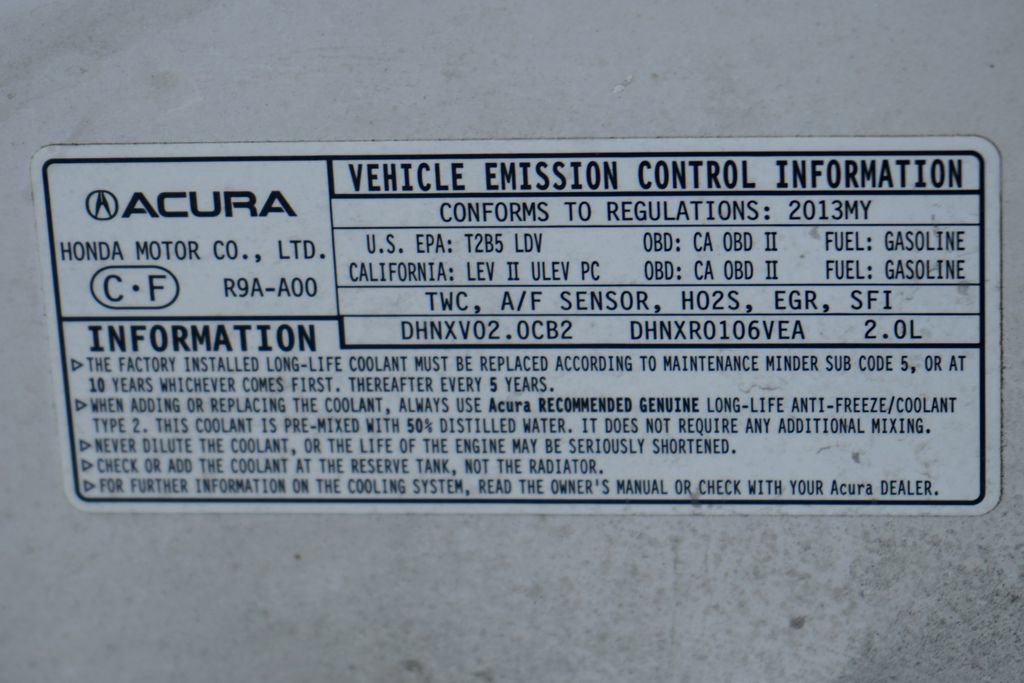 ACURA
HONDA MOTOR CO., LTD.
C·F R9A-A00
VEHICLE EMISSION CONTROL INFORMATION
CONFORMS TO REGULATIONS: 2013MY
U.S. EPA: T2B5 LDV OBD: CA OBD II FUEL: GASOLINE
CALIFORNIA: LEV II ULEV PC OBD: CA OBD II FUEL: GASOLINE
TWC, A/F SENSOR, HO2S, EGR, SFI
DHNXV02.0CB2 DHNXR0106VEA 2.0L
INFORMATION
▷THE FACTORY INSTALLED LONG-LIFE COOLANT MUST BE REPLACED ACCORDING TO MAINTENANCE MINDER SUB CODE 5, OR AT
10 YEARS WHICHEVER COMES FIRST. THEREAFTER EVERY 5 YEARS.
▷WHEN ADDING OR REPLACING THE COOLANT, ALWAYS USE Acura RECOMMENDED GENUINE LONG-LIFE ANTI-FREEZE/COOLANT
TYPE 2. THIS COOLANT IS PRE-MIXED WITH 50% DISTILLED WATER. IT DOES NOT REQUIRE ANY ADDITIONAL MIXING.
▷NEVER DILUTE THE COOLANT, OR THE LIFE OF THE ENGINE MAY BE SERIOUSLY SHORTENED.
▷CHECK OR ADD THE COOLANT AT THE RESERVE TANK, NOT THE RADIATOR.
▷FOR FURTHER INFORMATION ON THE COOLING SYSTEM, READ THE OWNER'S MANUAL OR CHECK WITH YOUR Acura DEALER.